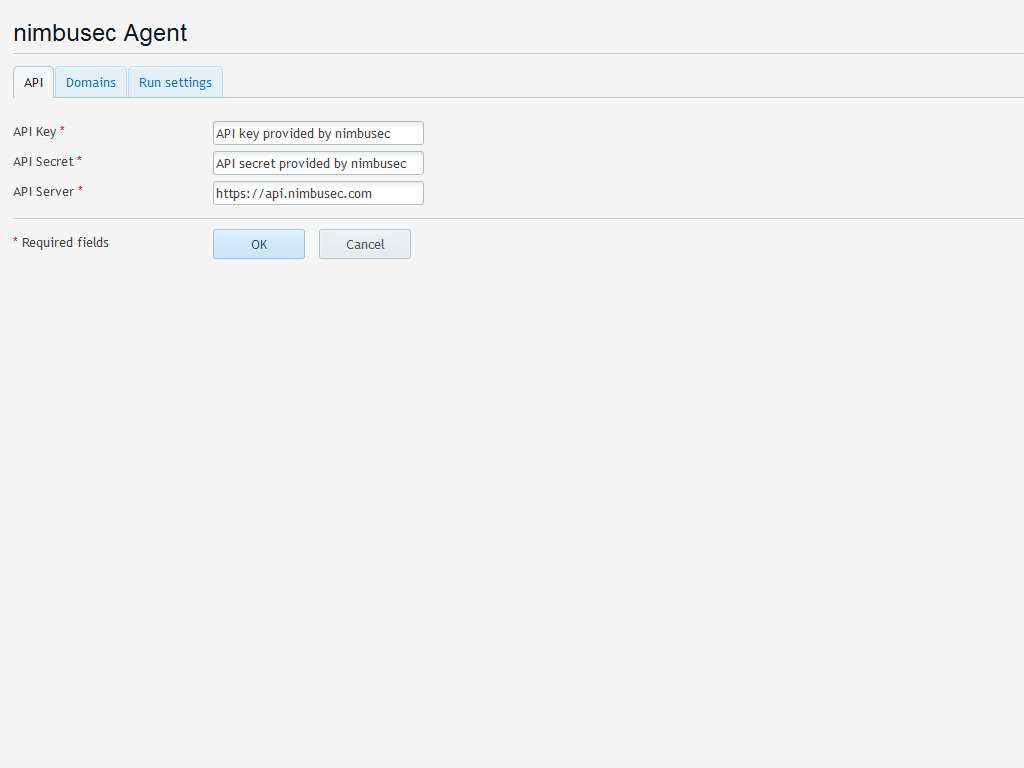 nimbusec Agent
API Domains Run settings
API Key * API key provided by nimbusec
API Secret * API secret provided by nimbusec
API Server * https://api.nimbusec.com
* Required fields OK Cancel